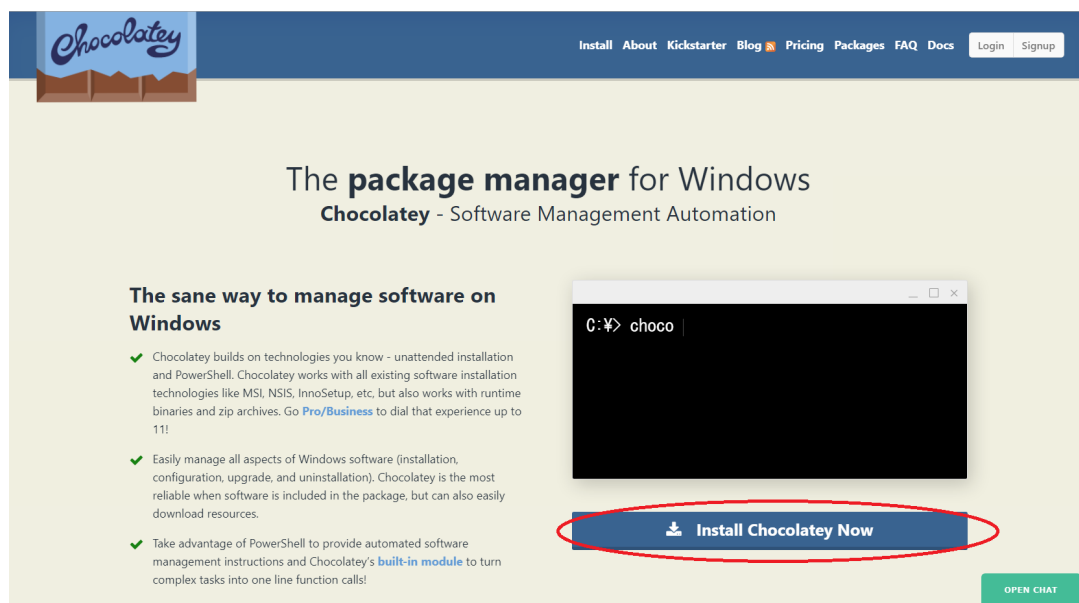 Chocolatey
Install About Kickstarter Blog Pricing Packages FAQ Docs Login Signup
The package manager for Windows
Chocolatey - Software Management Automation
The sane way to manage software on
Windows
Chocolatey builds on technologies you know - unattended installation
and PowerShell. Chocolatey works with all existing software installation
technologies like MSI, NSIS, InnoSetup, etc, but also works with runtime
binaries and zip archives. Go Pro/Business to dial that experience up to
11!
Easily manage all aspects of Windows software (installation,
configuration, upgrade, and uninstallation). Chocolatey is the most
reliable when software is included in the package, but can also easily
download resources.
Take advantage of PowerShell to provide automated software
management instructions and Chocolatey's built-in module to turn
complex tasks into one line function calls!
C:¥> choco
Install Chocolatey Now
OPEN CHAT